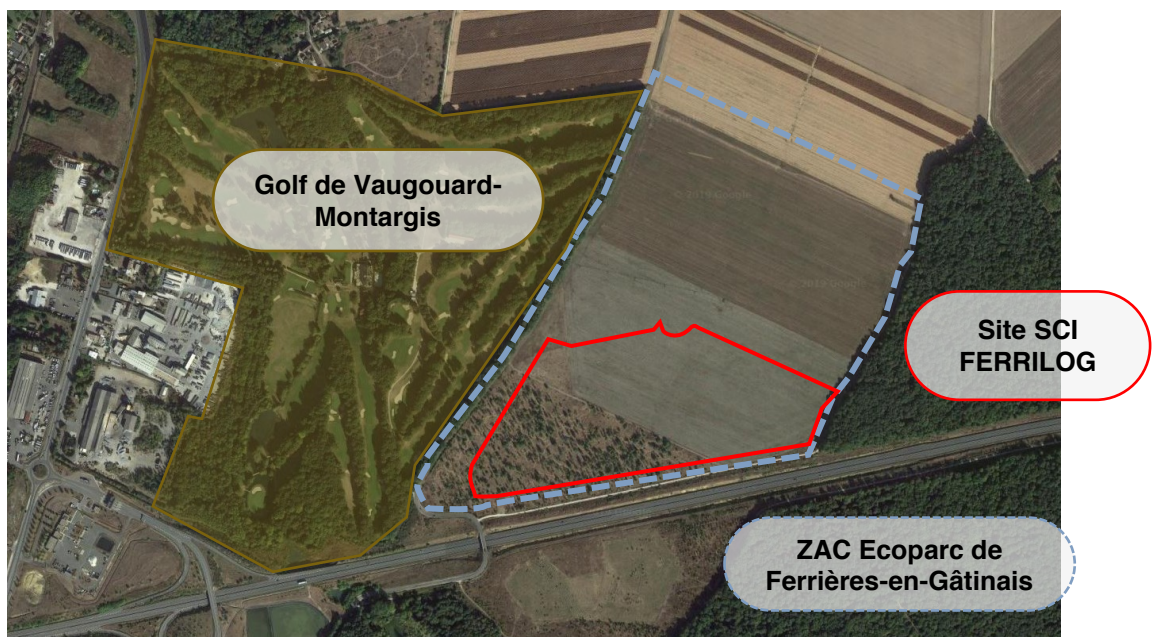 Golf de Vaugouard-
Montargis
Site SCI
FERRILOG
ZAC Ecoparc de
Ferrières-en-Gâtinais